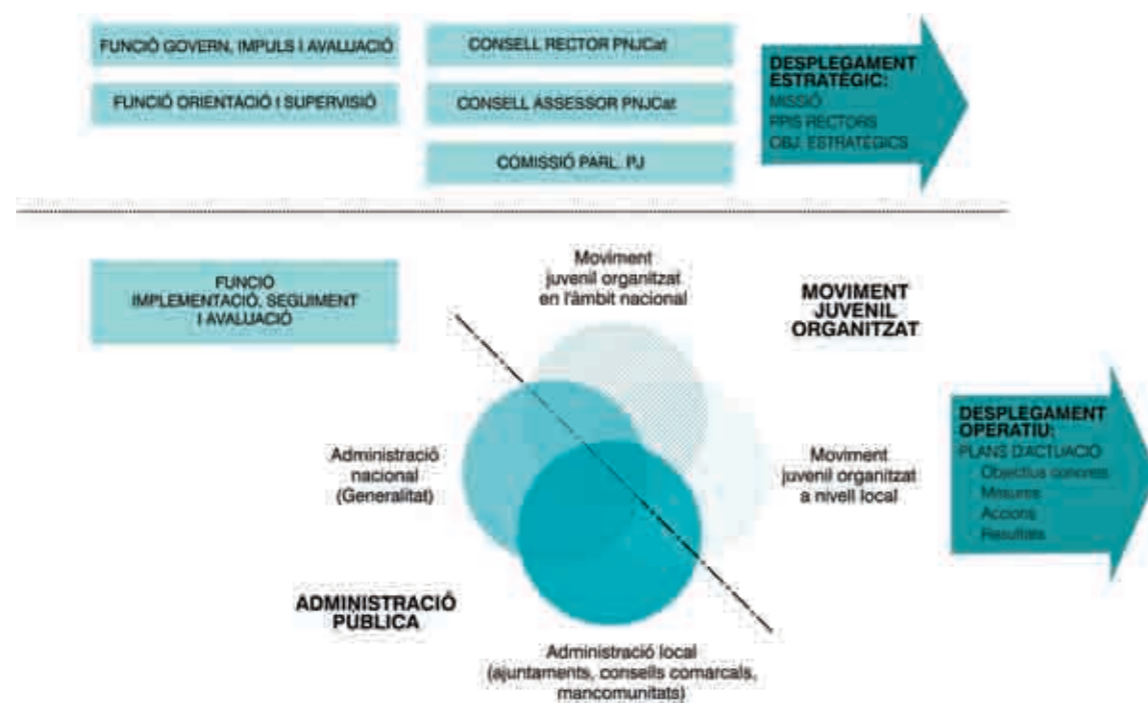 FUNCIÓ GOVERN, IMPULS I AVALUACIÓ
CONSELL RECTOR PNJCat
FUNCIÓ ORIENTACIÓ I SUPERVISIÓ
CONSELL ASSESSOR PNJCat
COMISSIÓ PARL. PJ
DESPLEGAMENT
ESTRATÈGIC:
MISSIÓ
PPIS RECTORS
OBJ. ESTRATÈGICS
FUNCIÓ
IMPLEMENTACIÓ, SEGUIMENT
I AVALUACIÓ
Moviment
juvenil organitzat
en l'àmbit nacional
MOVIMENT
JUVENIL
ORGANITZAT
Administració
nacional
(Generalitat)
Moviment
juvenil organitzat
a nivell local
DESPLEGAMENT
OPERATIU:
PLANS D'ACTUACIÓ
Objectius concrets
Mesures
Accions
Resultats
ADMINISTRACIÓ
PÚBLICA
Administració local
(ajuntaments, consells comarcals,
mancomunitats)